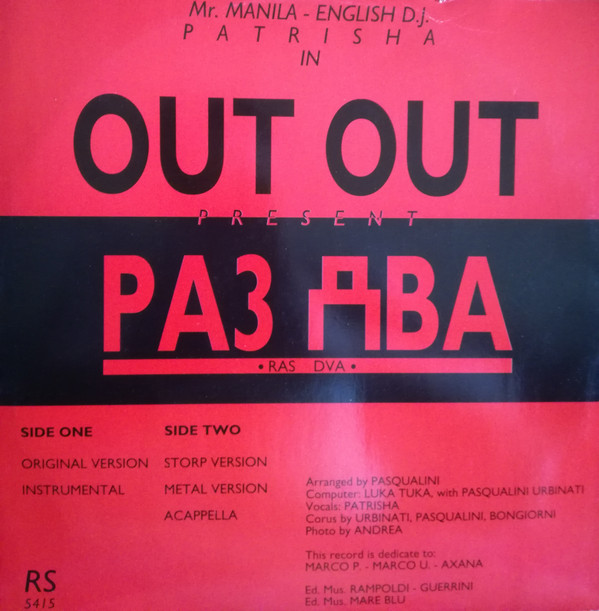 Mr. MANILA - ENGLISH D.j.
PATRISHA
IN
OUT OUT
PRESENT
РАЗ ДВА
• RAS DVA •
SIDE ONE
ORIGINAL VERSION
INSTRUMENTAL
SIDE TWO
STORP VERSION
METAL VERSION
ACAPPELLA
Arranged by PASQUALINI
Computer: LUKA TUKA, with PASQUALINI URBINATI
Vocals: PATRISHA
Corus by URBINATI, PASQUALINI, BONGIORNI
Photo by ANDREA
This record is dedicate to:
MARCO P. - MARCO U. - AXANA
Ed. Mus. RAMPOLDI - GUERRINI
Ed. Mus. MARE BLU
RS
5415